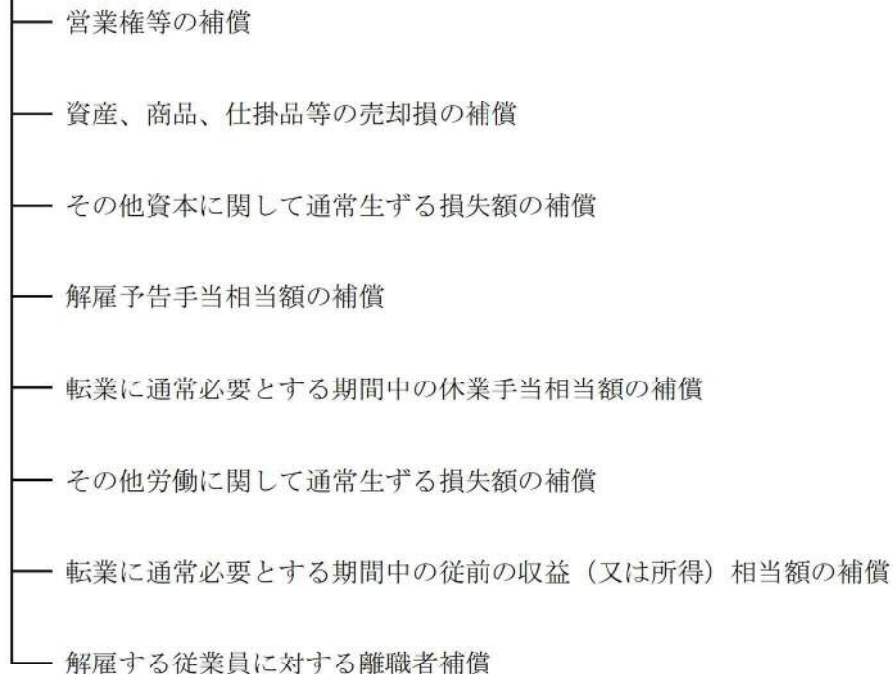 営業権等の補償
資産、商品、仕掛品等の売却損の補償
その他資本に関して通常生ずる損失額の補償
解雇予告手当相当額の補償
転業に通常必要とする期間中の休業手当相当額の補償
その他労働に関して通常生ずる損失額の補償
転業に通常必要とする期間中の従前の収益（又は所得）相当額の補償
解雇する従業員に対する離職者補償